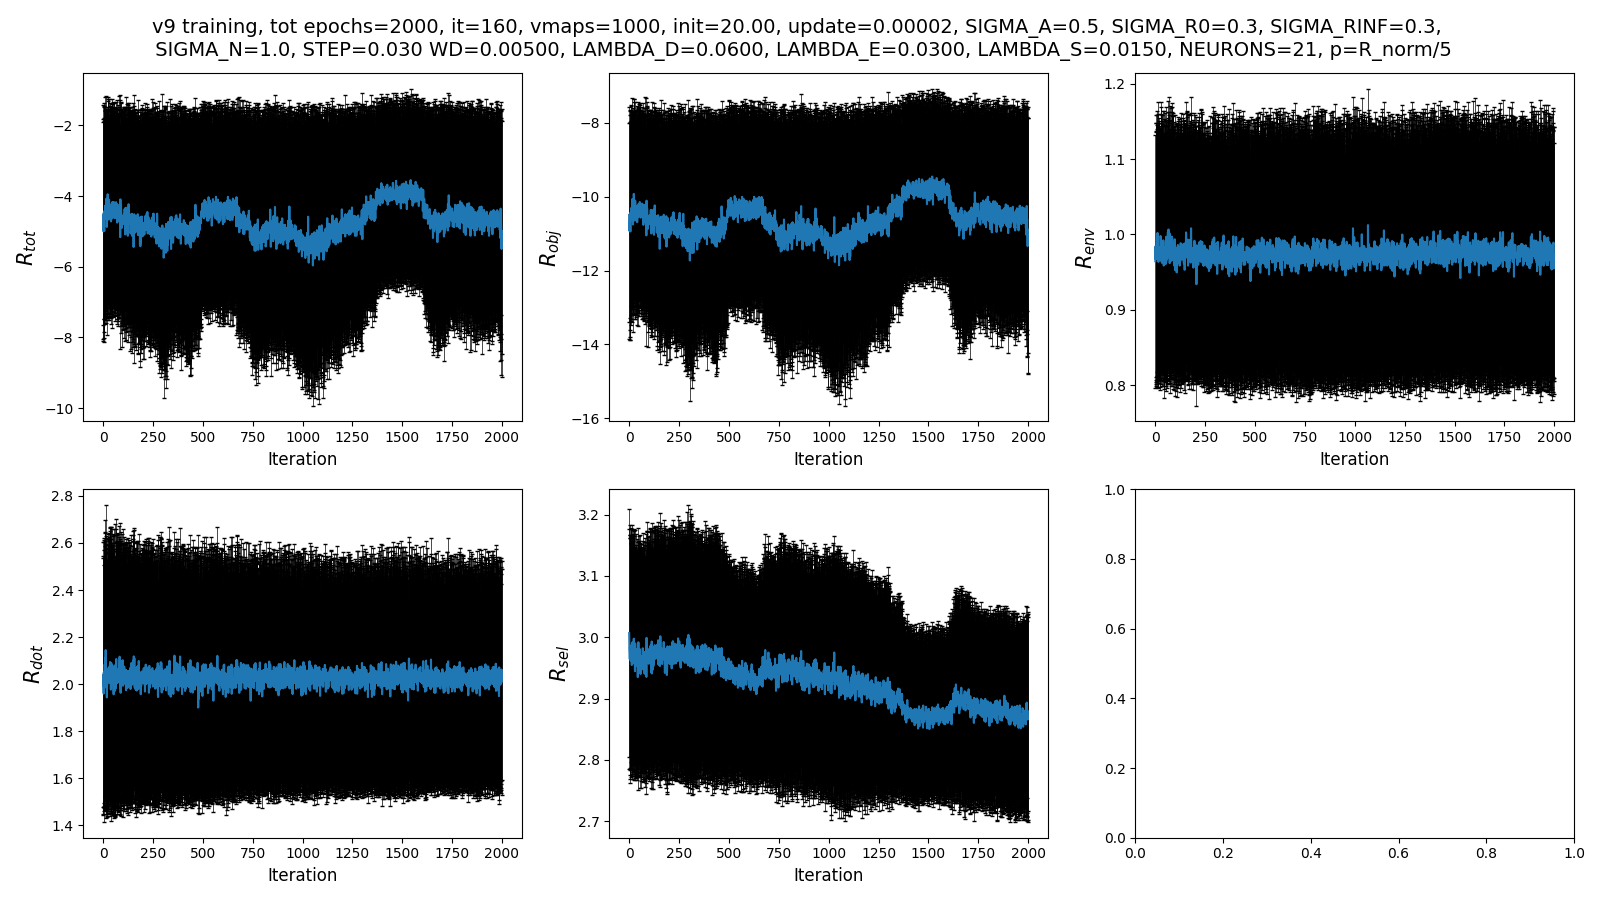 v9 training, tot epochs=2000, it=160, vmaps=1000, init=20.00, update=0.00002, SIGMA_A=0.5, SIGMA_R0=0.3, SIGMA_RINF=0.3,
SIGMA_N=1.0, STEP=0.030 WD=0.00500, LAMBDA_D=0.0600, LAMBDA_E=0.0300, LAMBDA_S=0.0150, NEURONS=21, p=R_norm/5
R_tot
−2
−4
−6
−8
−10
0 250 500 750 1000 1250 1500 1750 2000
Iteration
R_obj
−8
−10
−12
−14
−16
0 250 500 750 1000 1250 1500 1750 2000
Iteration
R_env
1.2
1.1
1.0
0.9
0.8
0 250 500 750 1000 1250 1500 1750 2000
Iteration
R_dot
2.8
2.6
2.4
2.2
2.0
1.8
1.6
1.4
0 250 500 750 1000 1250 1500 1750 2000
Iteration
R_sel
3.2
3.1
3.0
2.9
2.8
2.7
0 250 500 750 1000 1250 1500 1750 2000
Iteration
1.0
0.8
0.6
0.4
0.2
0.0
0.0 0.2 0.4 0.6 0.8 1.0